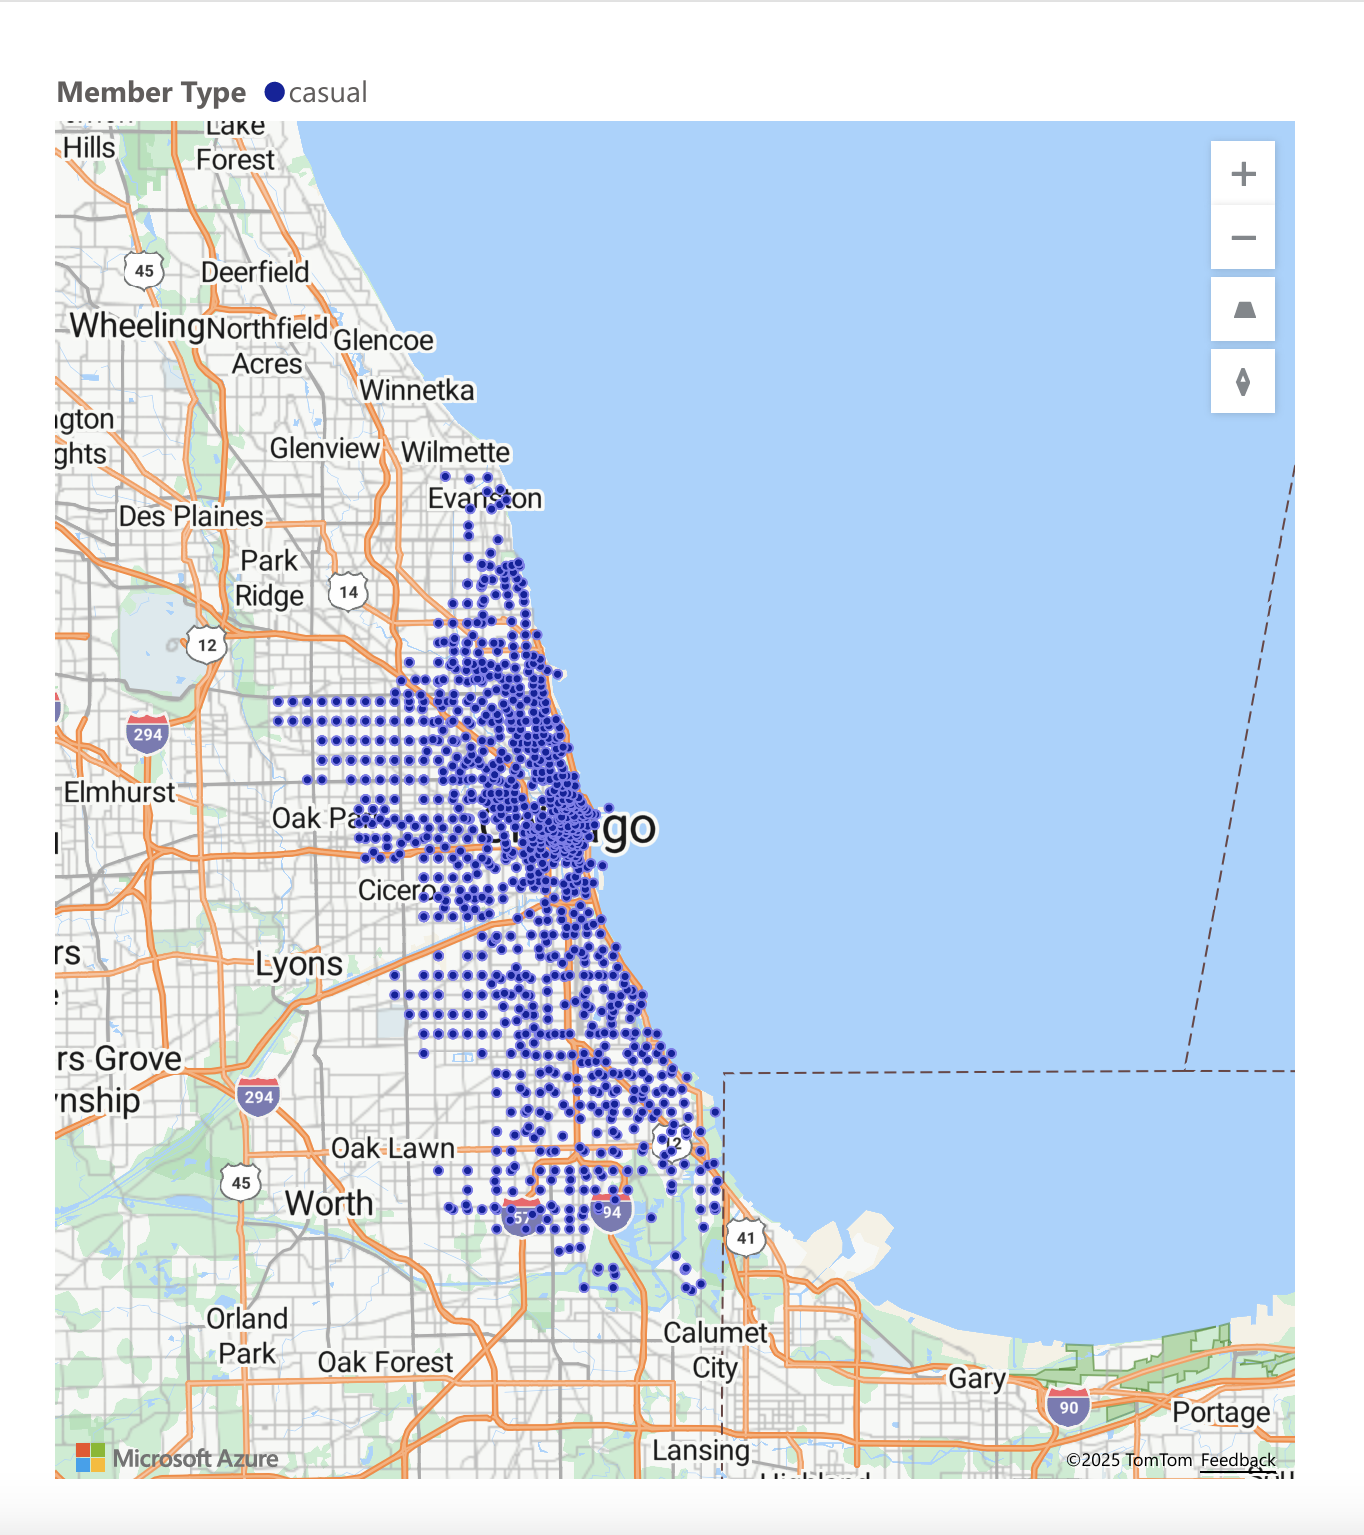 Member Type casual
Lake
Hills
Forest
45
Deerfield
Wheeling
Northfield
Acres
Glencoe
Winnetka
ngton
ghts
Glenview
Wilmette
Evanston
Des Plaines
Park
Ridge
14
12
294
Elmhurst
Oak Pa
Chicago
Cicero
rs
Lyons
rs Grove
nship
294
Oak Lawn
45
Worth
57
94
41
Orland
Park
Oak Forest
Calumet
City
Gary
90
Portage
Lansing
Highland
Microsoft Azure
©2025 TomTom Feedback